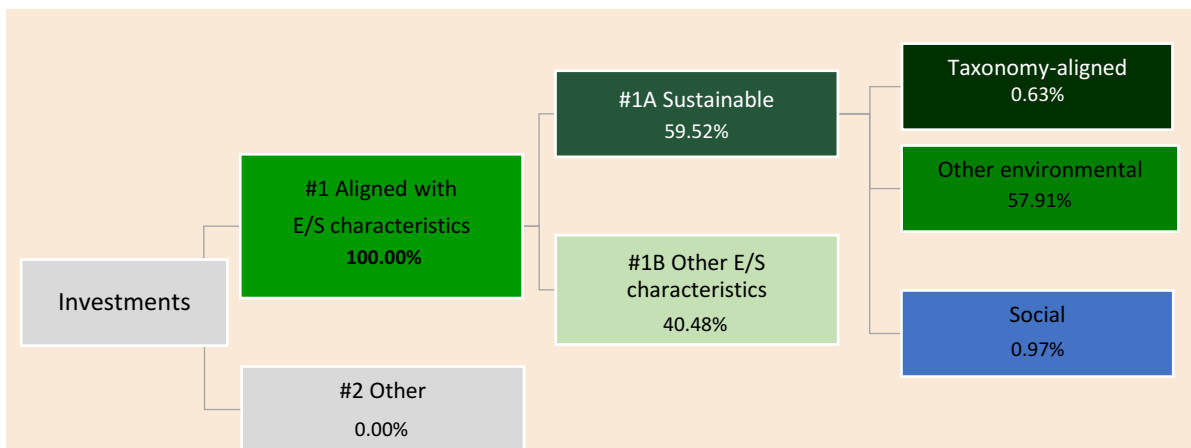 Investments
#1 Aligned with
E/S characteristics
100.00%
#2 Other
0.00%
#1A Sustainable
59.52%
#1B Other E/S
characteristics
40.48%
Taxonomy-aligned
0.63%
Other environmental
57.91%
Social
0.97%